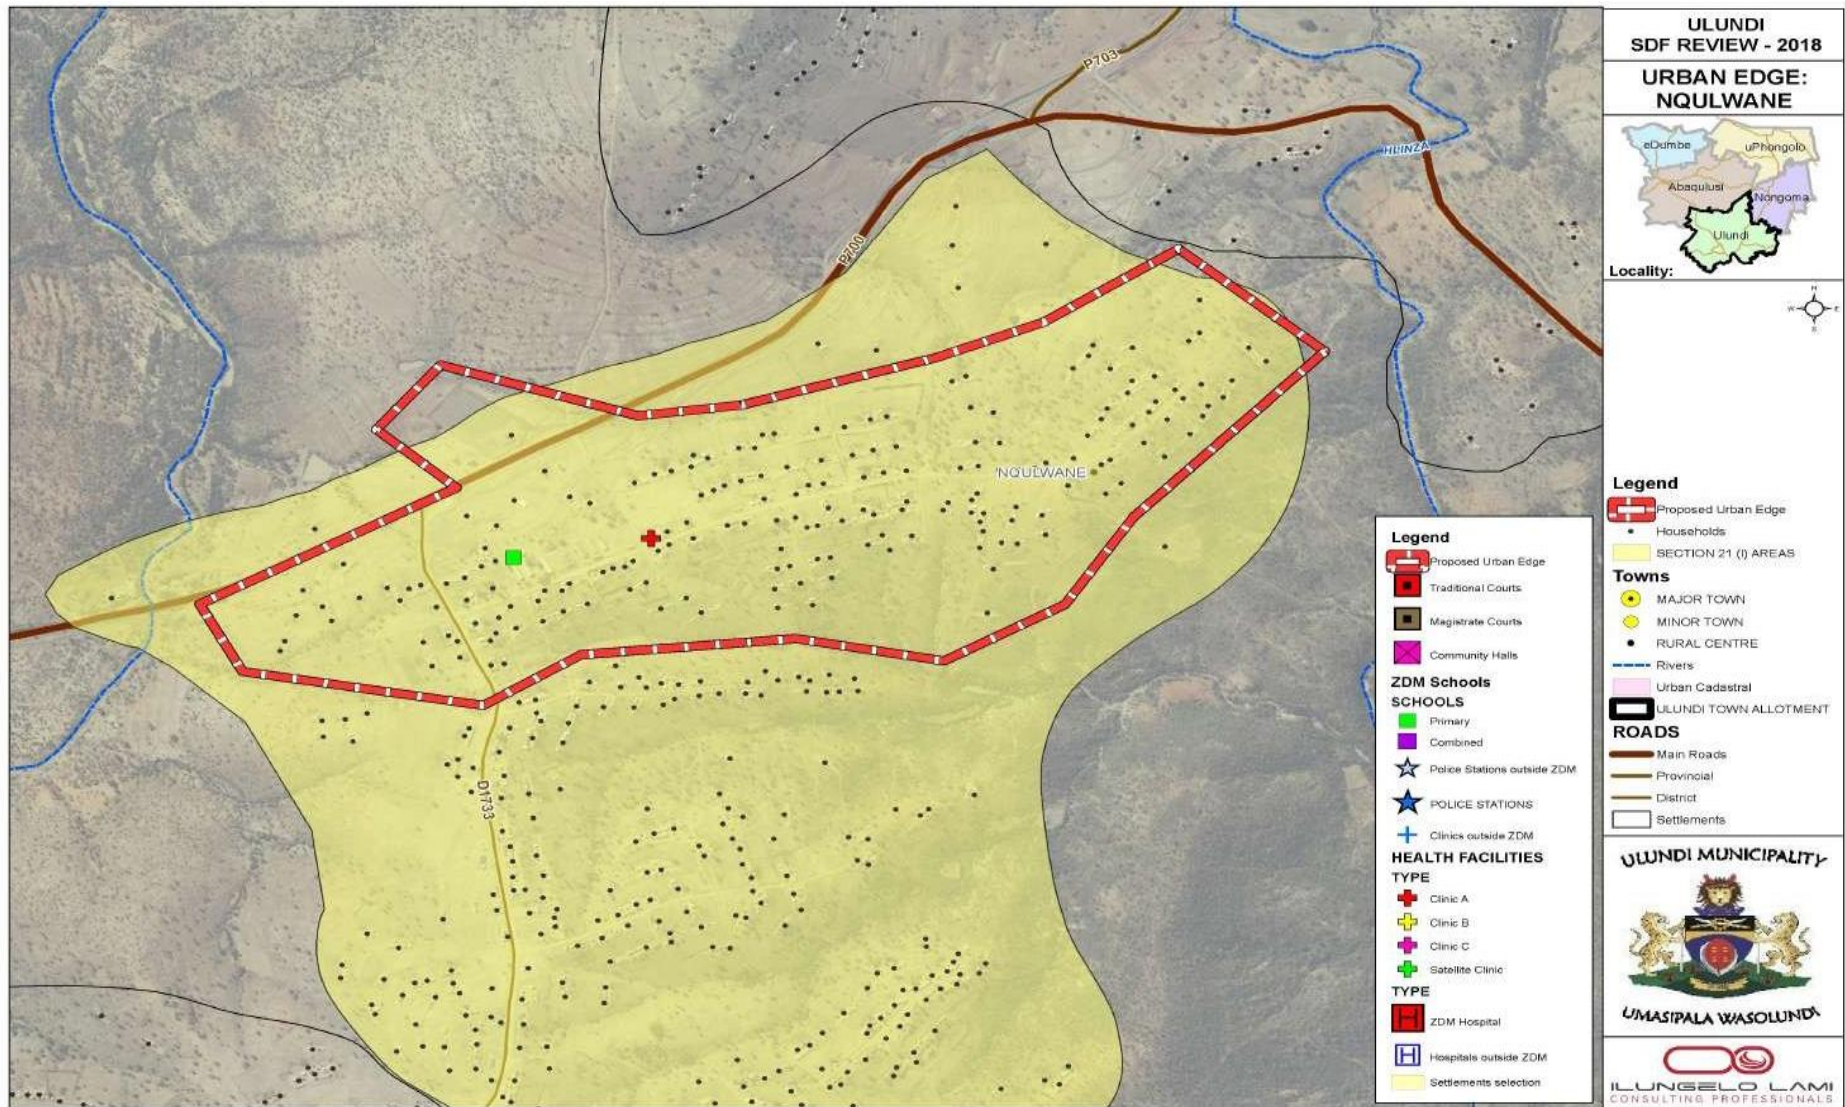 ULUNDI
SDF REVIEW - 2018
URBAN EDGE:
NQULWANE
eDumbe
uPhongolo
Abaqulusi
Nongoma
Ulundi
Locality:
N
W
E
S
P703
HLINZA
P700
NQULWANE
D1733
Legend
Proposed Urban Edge
Households
SECTION 21 (I) AREAS
Towns
MAJOR TOWN
MINOR TOWN
RURAL CENTRE
Rivers
Urban Cadastral
ULUNDI TOWN ALLOTMENT
ROADS
Main Roads
Provincial
District
Settlements
Legend
Proposed Urban Edge
Traditional Courts
Magistrate Courts
Community Halls
ZDM Schools
SCHOOLS
Primary
Combined
Police Stations outside ZDM
POLICE STATIONS
Clinics outside ZDM
HEALTH FACILITIES
TYPE
Clinic A
Clinic B
Clinic C
Satellite Clinic
TYPE
H ZDM Hospital
H Hospitals outside ZDM
Settlements selection
ULUNDI MUNICIPALITY
UMASIPALA WASOLUNDI
ILUNGELO LAMI
CONSULTING PROFESSIONALS